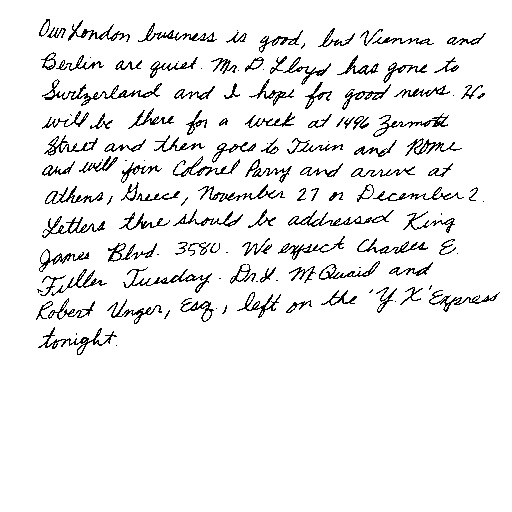 Our London business is good, but Vienna and
Berlin are quiet. Mr. D. Lloyd has gone to
Switzerland and I hope for good news. He
will be there for a week at 1496 Zermott
Street and then goes to Turin and Rome
and will join Colonel Parry and arrive at
Athens, Greece, November 27 or December 2.
Letters there should be addressed King
James Blvd. 3580. We expect Charles E.
Fuller Tuesday. Dr. L. McQuaid and
Robert Unger, Esq., left on the 'Y.X' Express
tonight.